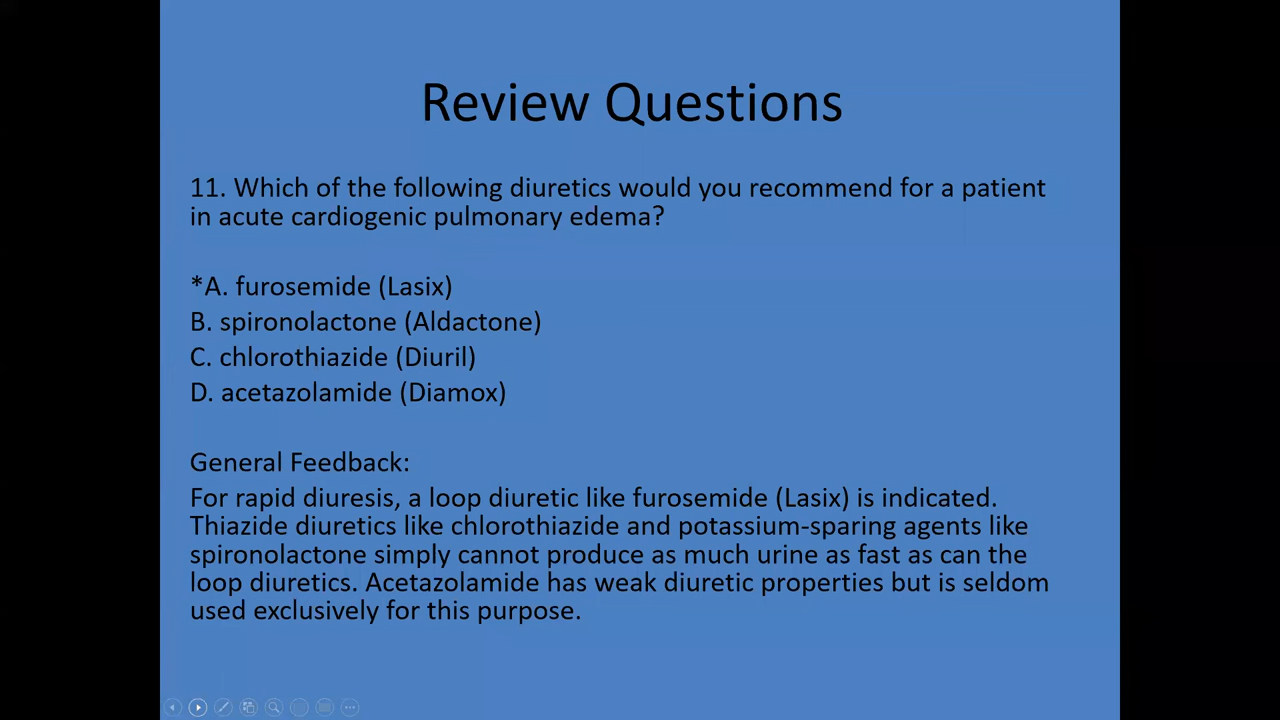 Review Questions
11. Which of the following diuretics would you recommend for a patient
in acute cardiogenic pulmonary edema?
*A. furosemide (Lasix)
B. spironolactone (Aldactone)
C. chlorothiazide (Diuril)
D. acetazolamide (Diamox)
General Feedback:
For rapid diuresis, a loop diuretic like furosemide (Lasix) is indicated.
Thiazide diuretics like chlorothiazide and potassium-sparing agents like
spironolactone simply cannot produce as much urine as fast as can the
loop diuretics. Acetazolamide has weak diuretic properties but is seldom
used exclusively for this purpose.